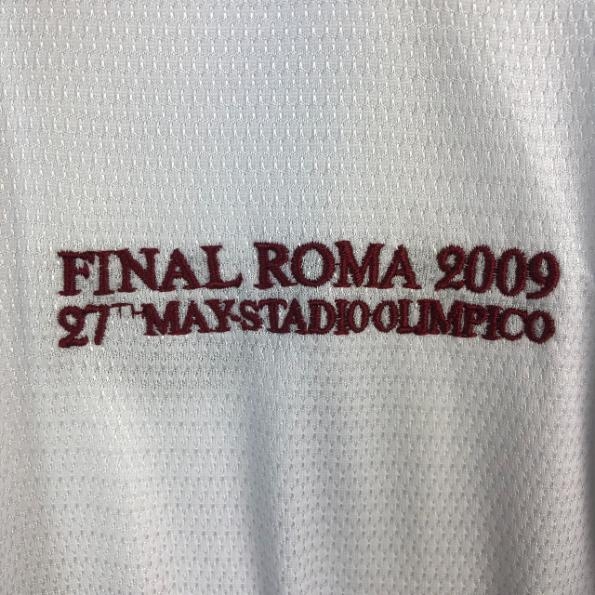 FINAL ROMA 2009
27TH MAY·STADIO OLIMPICO